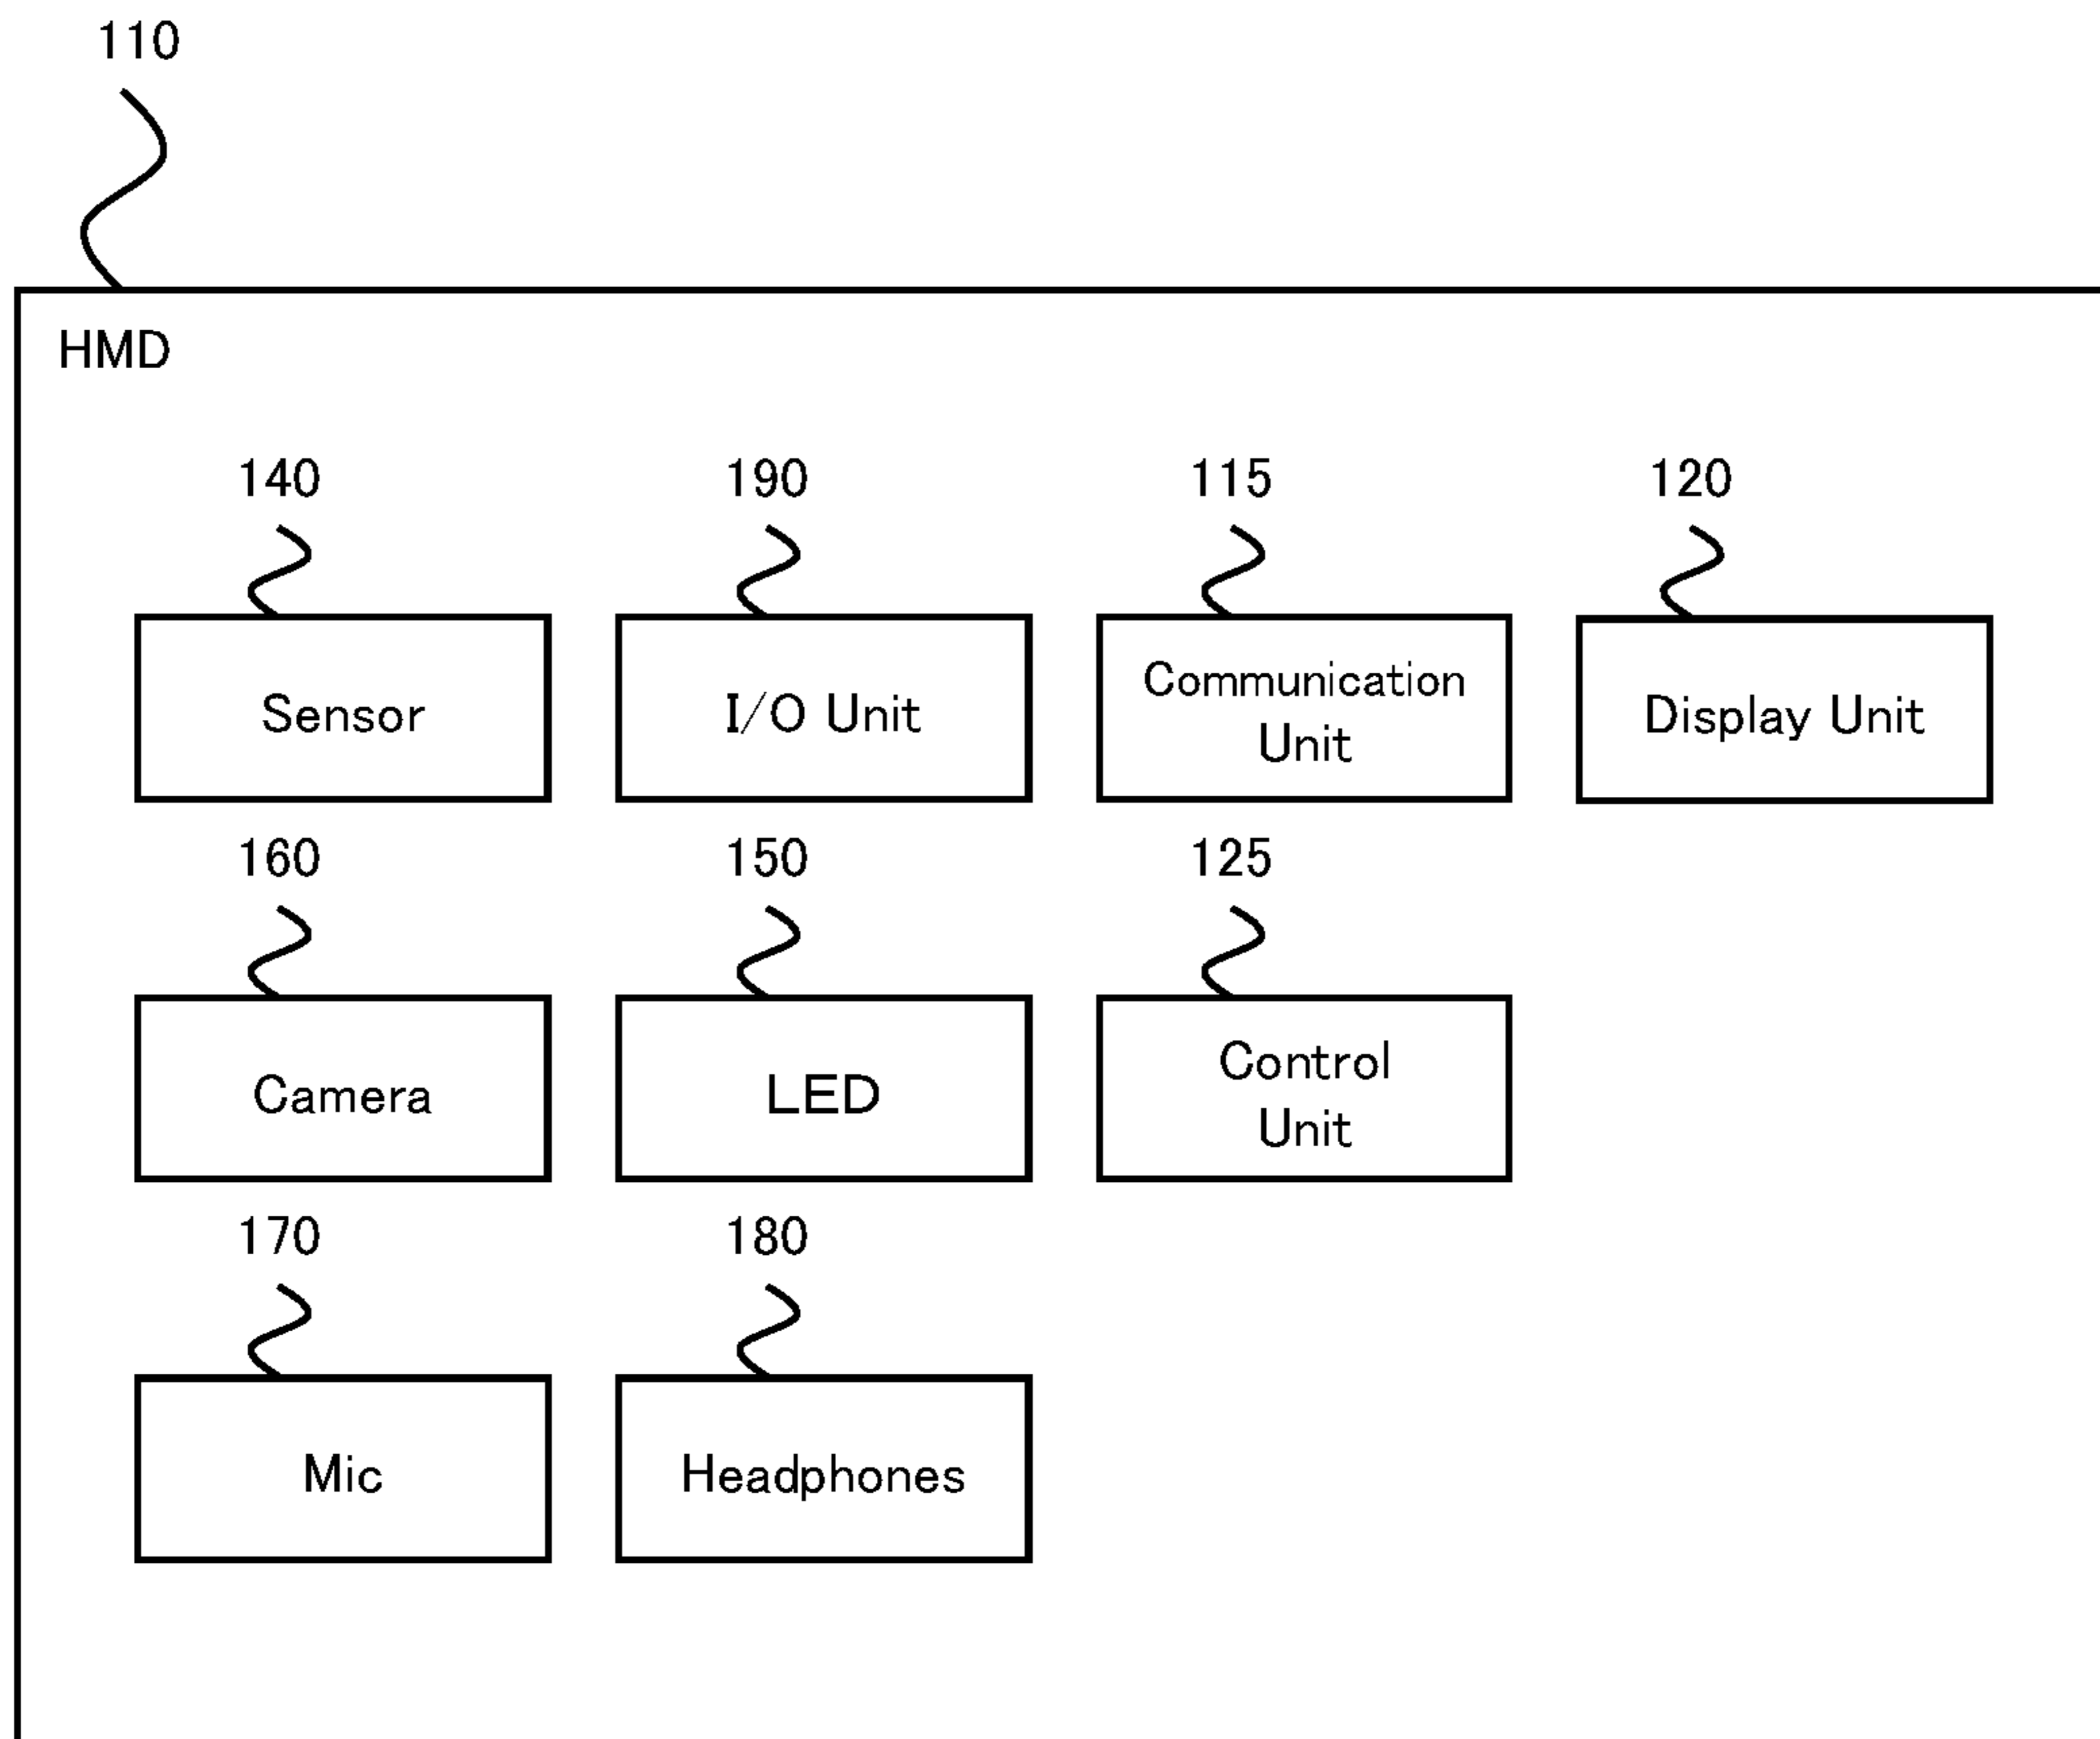 110
HMD
140
190
115
120
Sensor
I/O Unit
Communication
Unit
Display Unit
160
150
125
Camera
LED
Control
Unit
170
180
Mic
Headphones